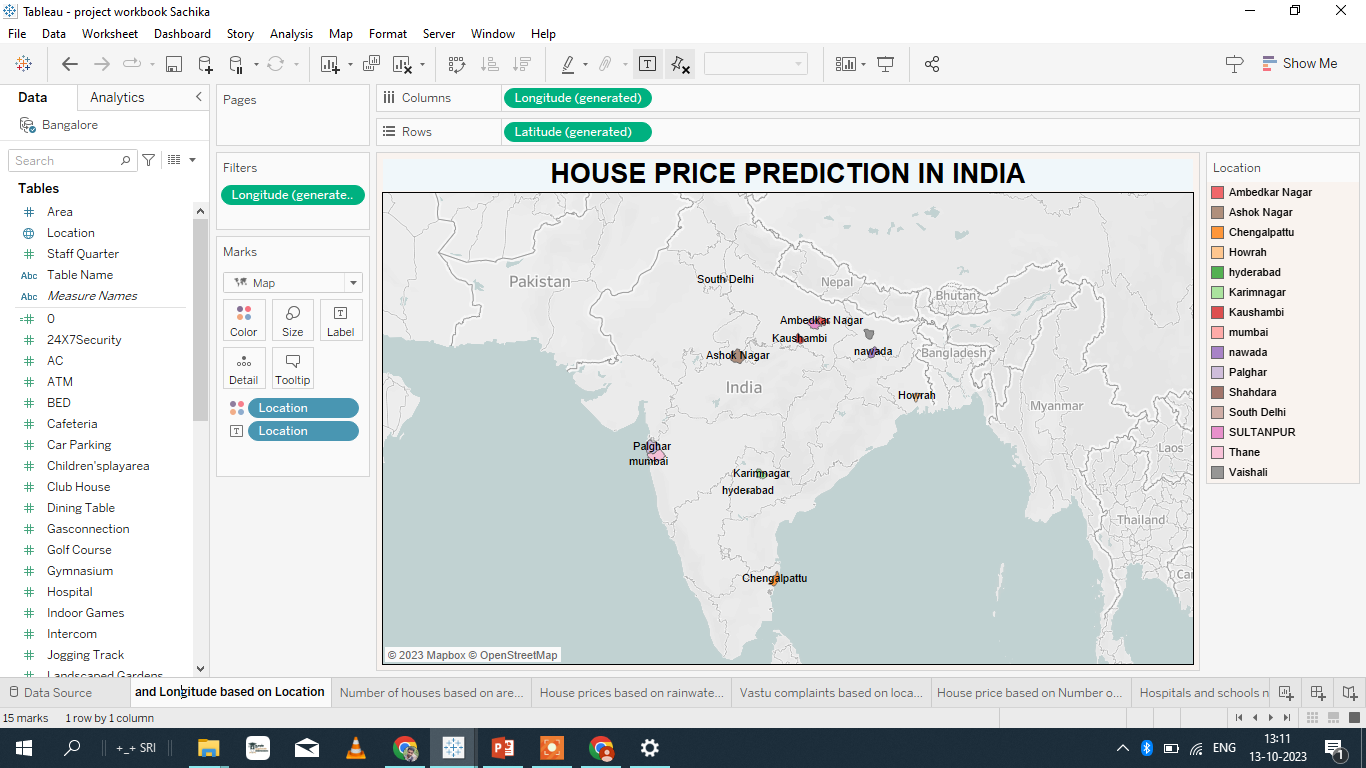 Tableau - project workbook Sachika
File Data Worksheet Dashboard Story Analysis Map Format Server Window Help
Show Me
Data Analytics
Bangalore
Search
Tables
Area
Location
Staff Quarter
Abc Table Name
Abc Measure Names
0
24X7Security
AC
ATM
BED
Cafeteria
Car Parking
Children'splayarea
Club House
Dining Table
Gasconnection
Golf Course
Gymnasium
Hospital
Indoor Games
Intercom
Jogging Track
Landscaped Gardens
Pages
Filters
Longitude (generate..
Marks
Map
Color Size Label
Detail Tooltip
Location
Location
Columns Longitude (generated)
Rows Latitude (generated)
HOUSE PRICE PREDICTION IN INDIA
South Delhi
Pakistan
Nepal
Bhutan
Ambedkar Nagar
Kaushambi
nawada
Bangladesh
Ashok Nagar
India
Howrah
Myanmar
Palghar
mumbai
Laos
Karimnagar
hyderabad
Thailand
Chengalpattu
Ca
© 2023 Mapbox © OpenStreetMap
Location
Ambedkar Nagar
Ashok Nagar
Chengalpattu
Howrah
hyderabad
Karimnagar
Kaushambi
mumbai
nawada
Palghar
Shahdara
South Delhi
SULTANPUR
Thane
Vaishali
Data Source and Longitude based on Location Number of houses based on are... House prices based on rainwate... Vastu complaints based on loca... House price based on Number o... Hospitals and schools n
15 marks 1 row by 1 column
+_+ SRI
ENG
13:11
13-10-2023
1